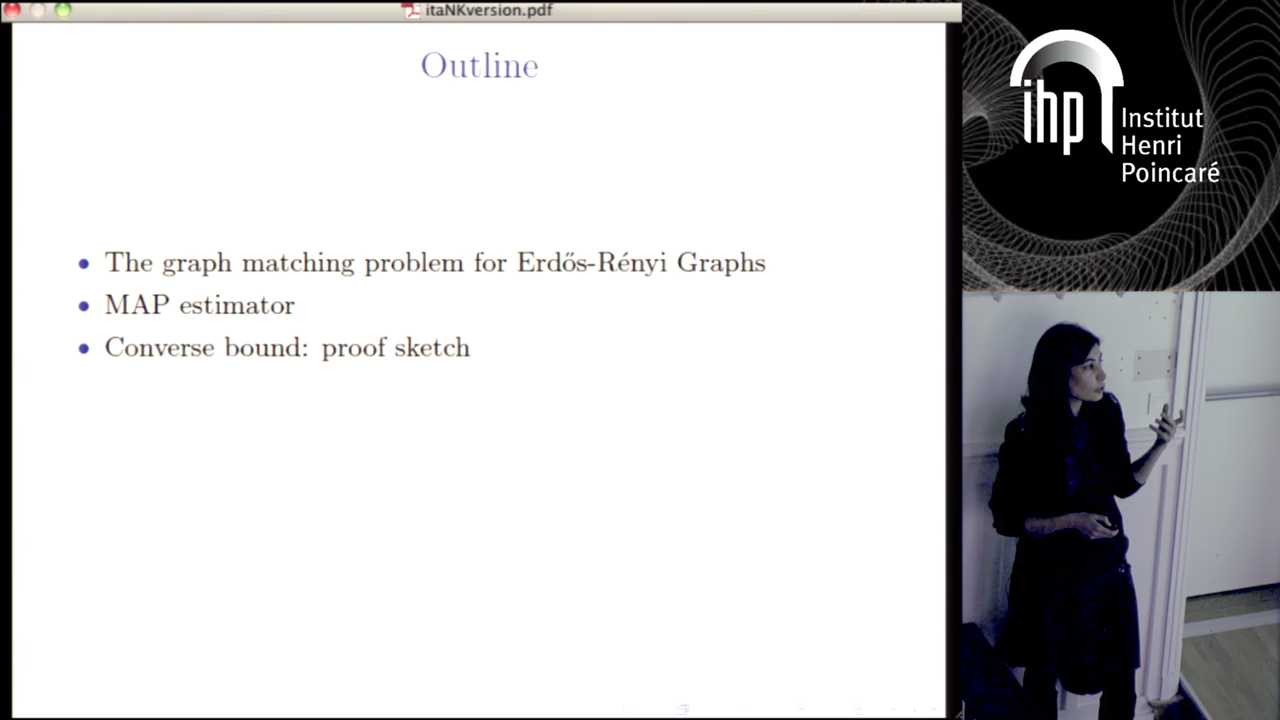 itaNKversion.pdf
Outline
• The graph matching problem for Erdős-Rényi Graphs
• MAP estimator
• Converse bound: proof sketch
ihp
Institut
Henri
Poincaré